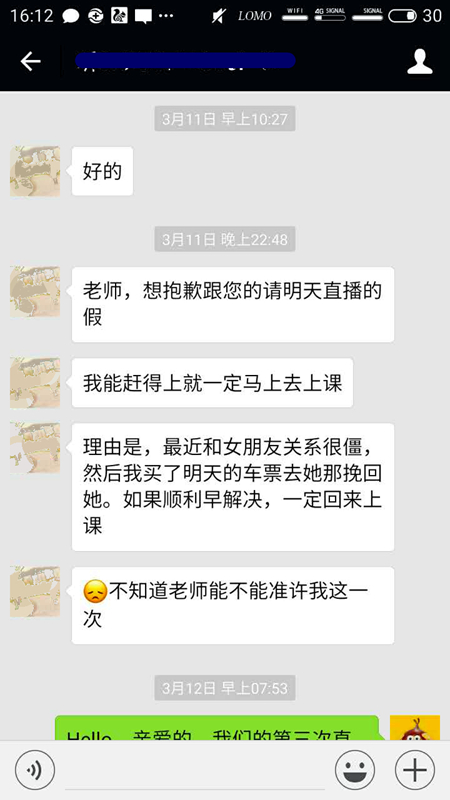 16:12
LOMO
WIFI
4G SIGNAL
SIGNAL
30
3月11日 早上10:27
好的
3月11日 晚上22:48
老师，想抱歉跟您的请明天直播的
假
我能赶得上就一定马上去上课
理由是，最近和女朋友关系很僵，
然后我买了明天的车票去她那挽回
她。如果顺利早解决，一定回来上
课
😞不知道老师能不能准许我这一
次
3月12日 早上07:53
Hello，亲爱的，我们的第三次直